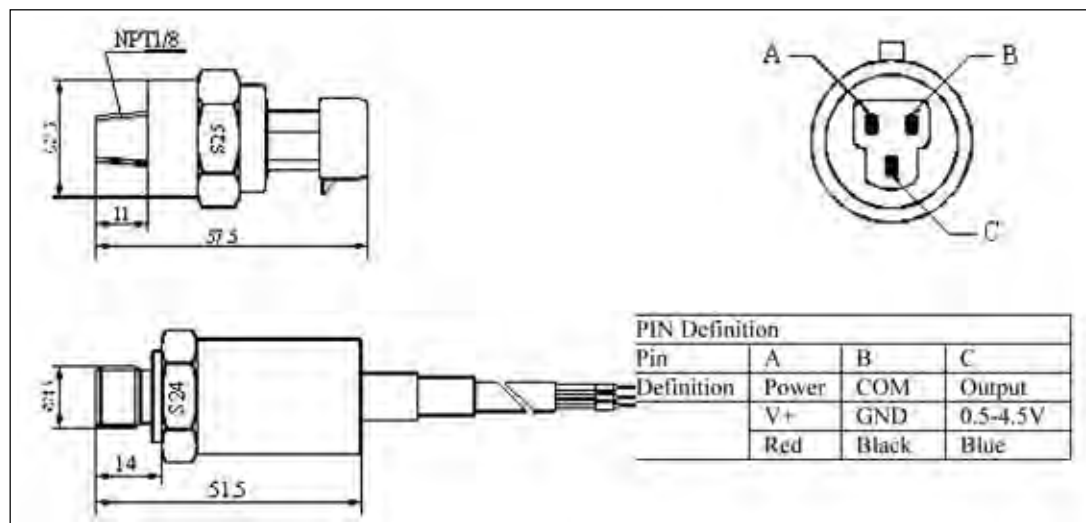 NPT1/8
A
B
S25
C
11
57.5
PIN Definition
Pin A B C
Definition Power COM Output
V+ GND 0.5-4.5V
Red Black Blue
S24
14
51.5